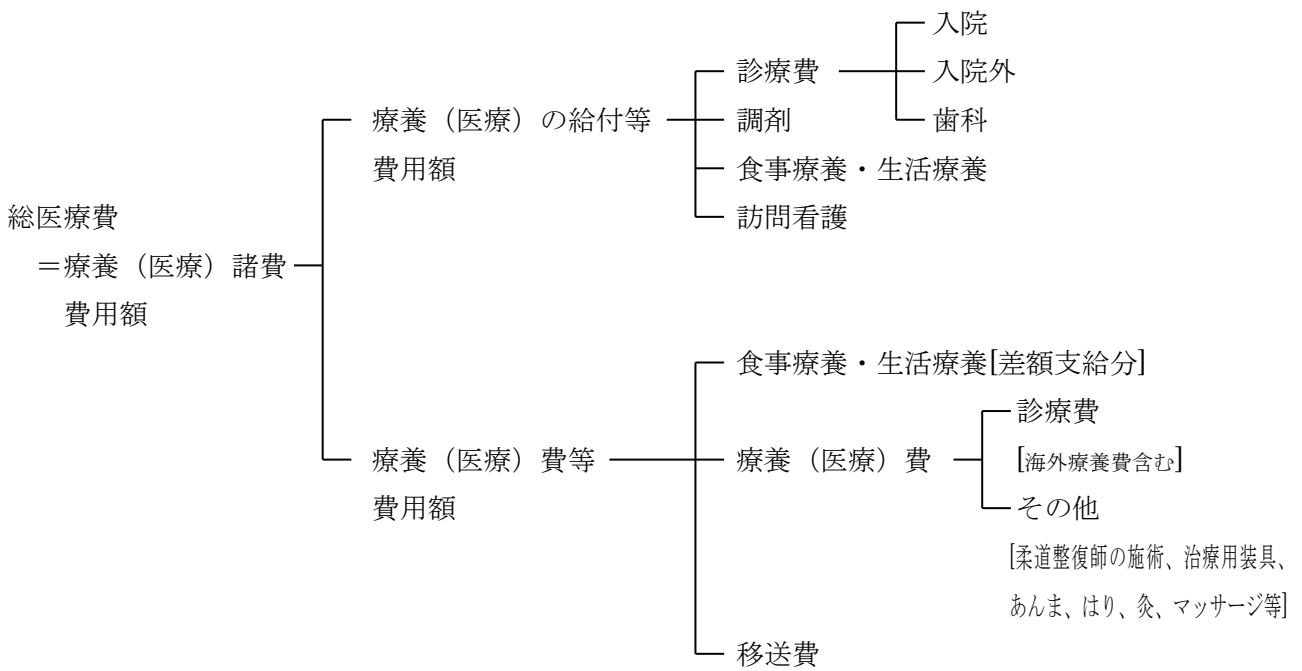 入院
診療費
入院外
療養（医療）の給付等
調剤
歯科
費用額
食事療養・生活療養
総医療費
訪問看護
＝療養（医療）諸費
費用額
食事療養・生活療養[差額支給分]
診療費
療養（医療）費等
療養（医療）費
[海外療養費含む]
費用額
その他
[柔道整復師の施術、治療用装具、
あんま、はり、灸、マッサージ等]
移送費